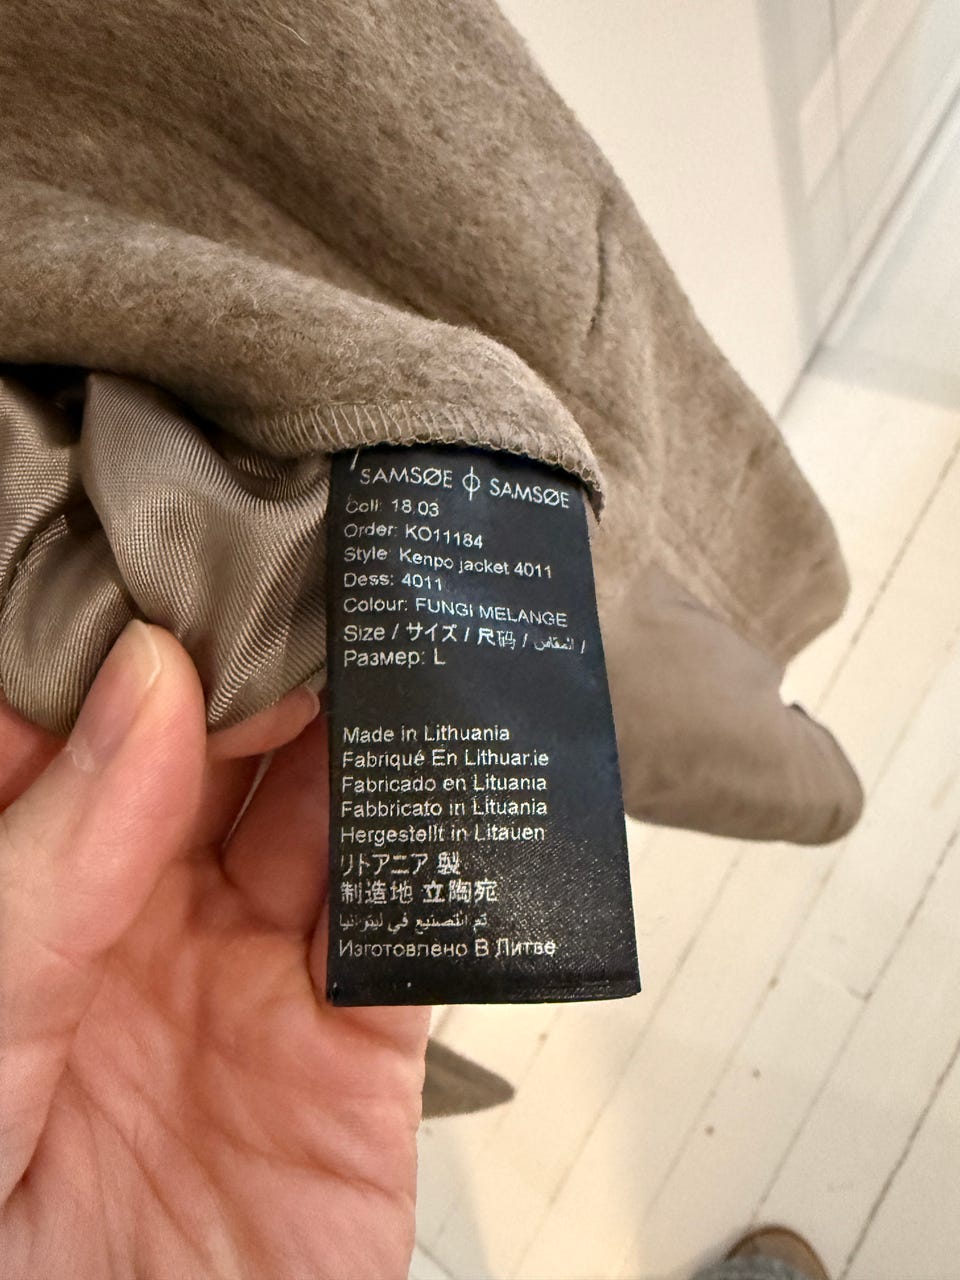 SAMSØE ɸ SAMSØE
Coll: 18.03
Order: KO11184
Style: Kenpo jacket 4011
Dess: 4011
Colour: FUNGI MELANGE
Size / サイズ / 尺码 / المقاس /
Размер: L
Made in Lithuania
Fabriqué En Lithuanie
Fabricado en Lituania
Fabbricato in Lituania
Hergestellt in Litauen
リトアニア 製
制造地 立陶宛
تم التصنيع في ليتوانيا
Изготовлено В Литве